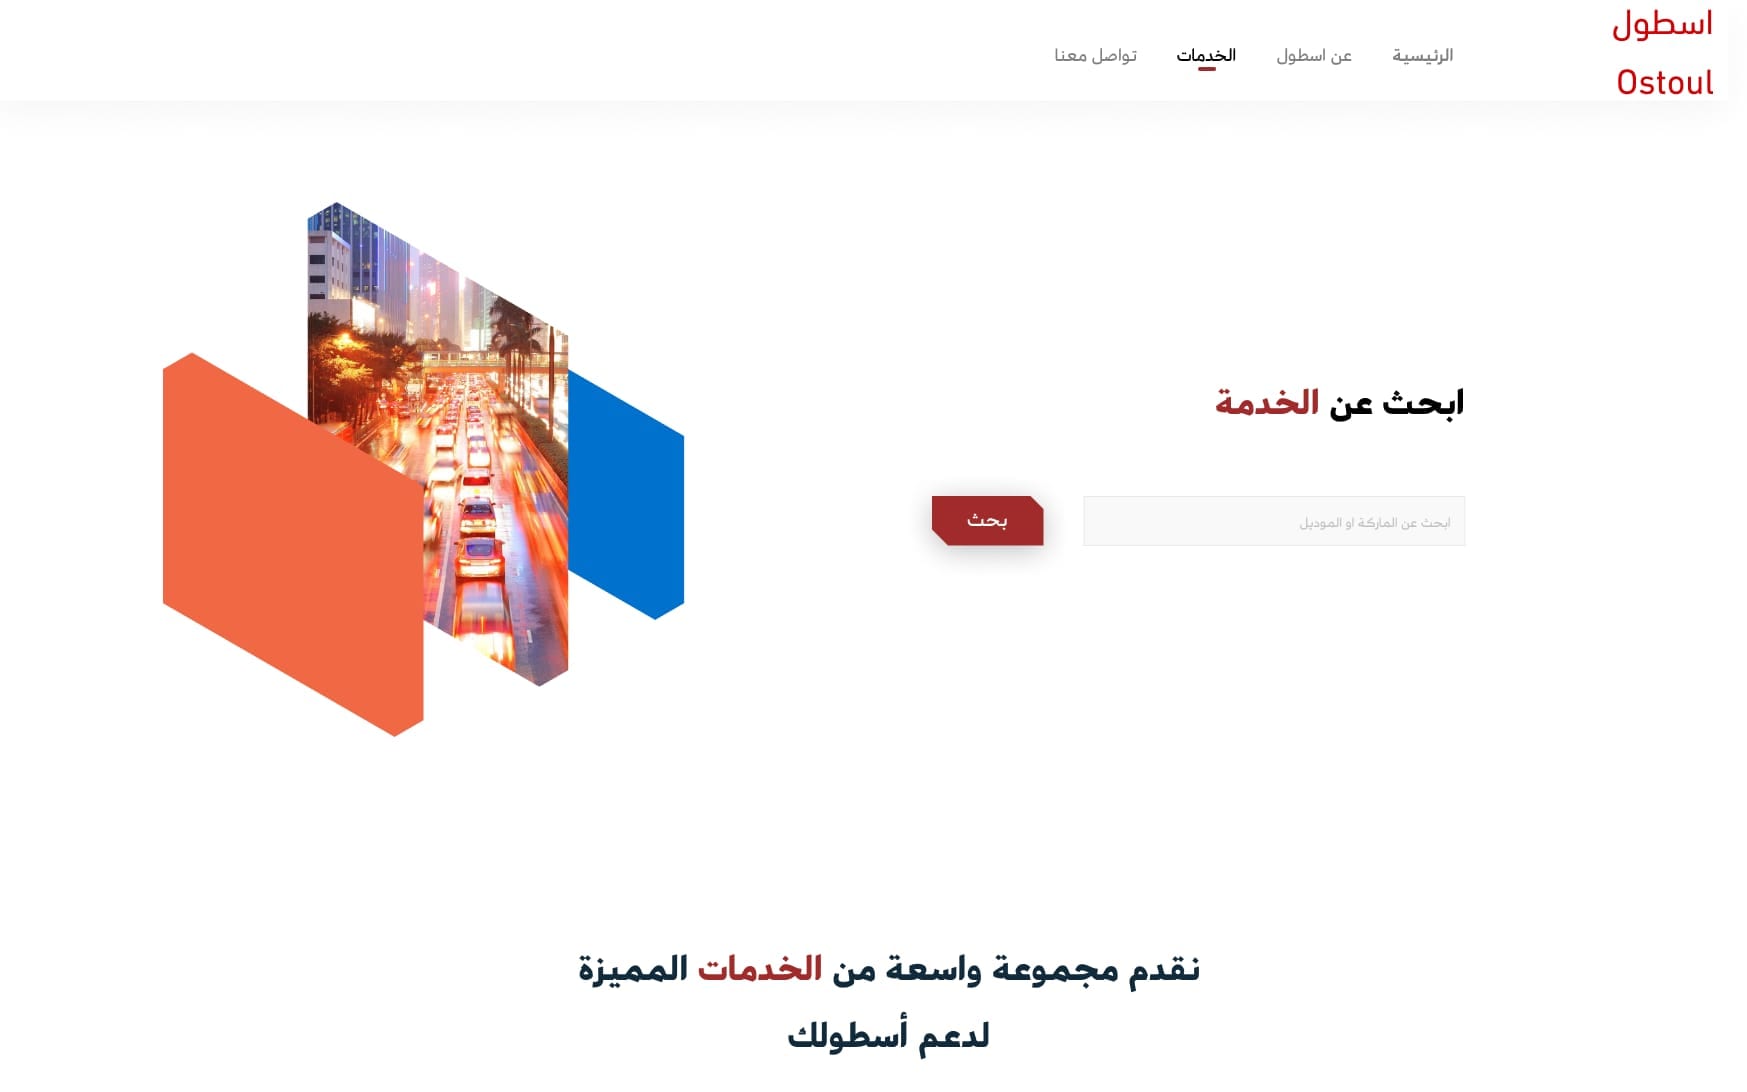 اسطول
Ostoul
الرئيسية
عن اسطول
الخدمات
تواصل معنا
ابحث عن الخدمة
ابحث عن الماركة او الموديل
بحث
نقدم مجموعة واسعة من الخدمات المميزة
لدعم أسطولك